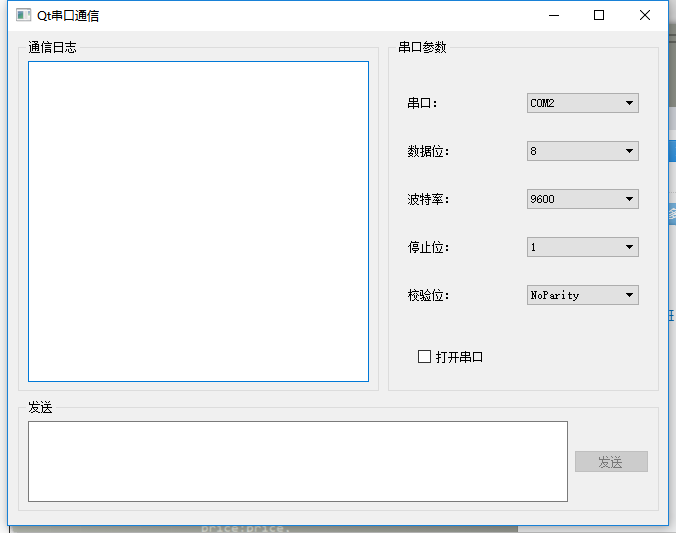 Qt串口通信
通信日志
串口参数
串口： COM2
数据位： 8
波特率： 9600
停止位： 1
校验位： NoParity
打开串口
发送
发送
price:price,